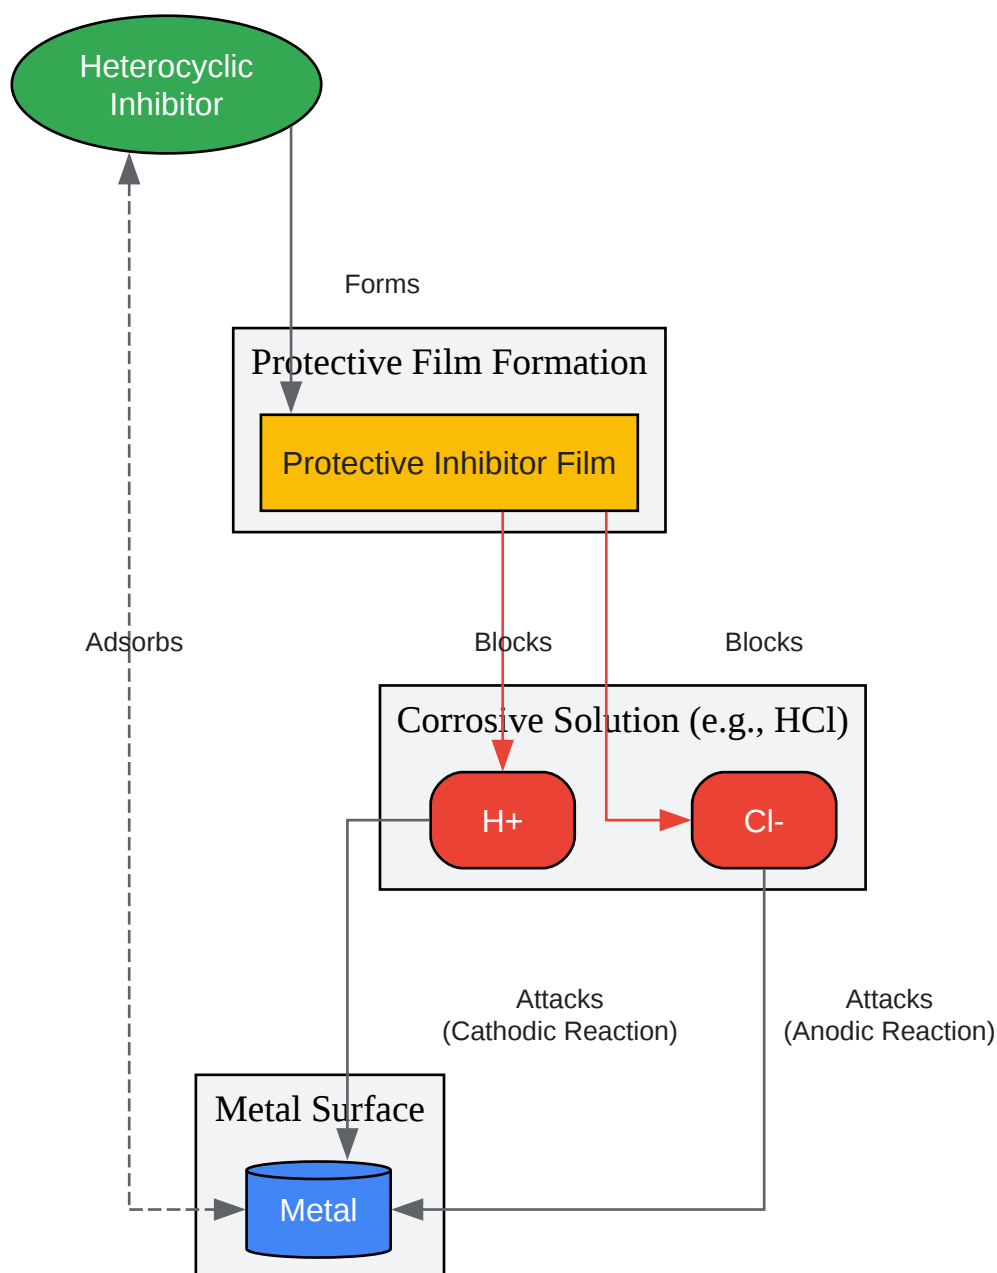 Heterocyclic
Inhibitor
Forms
Protective Film Formation
Protective Inhibitor Film
Adsorbs
Blocks
Blocks
Corrosive Solution (e.g., HCl)
H+
Cl-
Attacks
(Cathodic Reaction)
Attacks
(Anodic Reaction)
Metal Surface
Metal